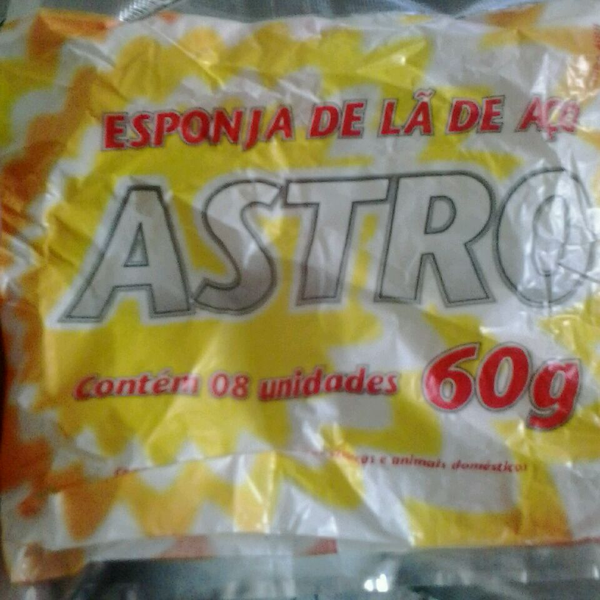 ESPONJA DE LÃ DE AÇO
ASTRO
Contém 08 unidades 60g
e animais domésticos